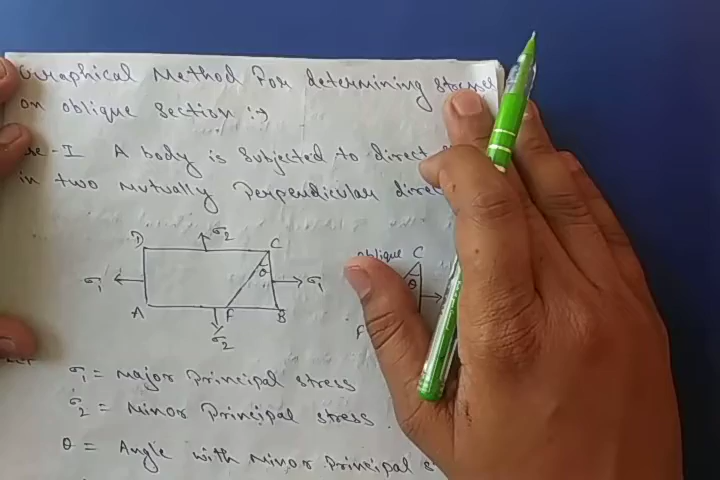 Graphical Method For determining stresses
on oblique section :→
-I A body is subjected to direct
in two mutually Perpendicular
D σ2 C
oblique C
θ
θ
σ1 σ1
A F B
F
σ2
σ1 = major principal stress
σ2 = Minor principal stress.
θ = Angle with Minor Principal